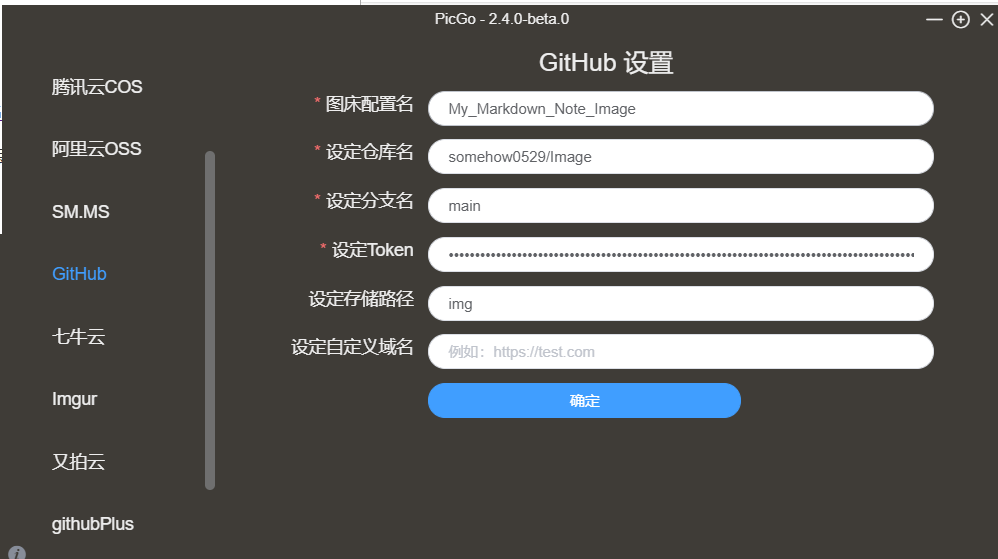 PicGo - 2.4.0-beta.0
腾讯云COS
阿里云OSS
SM.MS
GitHub
七牛云
Imgur
又拍云
githubPlus
GitHub 设置
* 图床配置名
My_Markdown_Note_Image
* 设定仓库名
somehow0529/Image
* 设定分支名
main
* 设定Token
设定存储路径
img
设定自定义域名
例如：https://test.com
确定